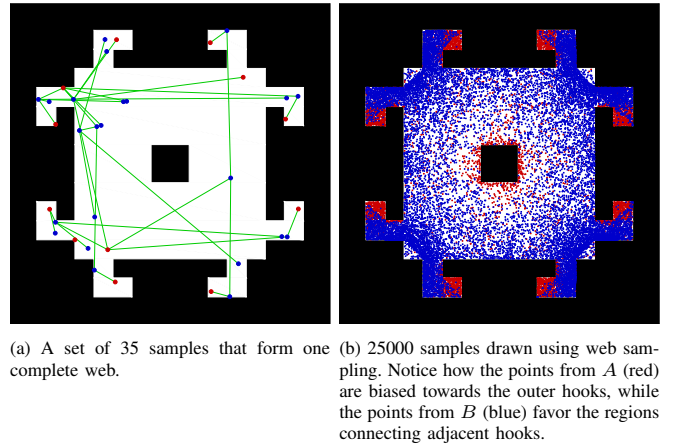 (a) A set of 35 samples that form one
complete web.
(b) 25000 samples drawn using web sam-
pling. Notice how the points from A (red)
are biased towards the outer hooks, while
the points from B (blue) favor the regions
connecting adjacent hooks.